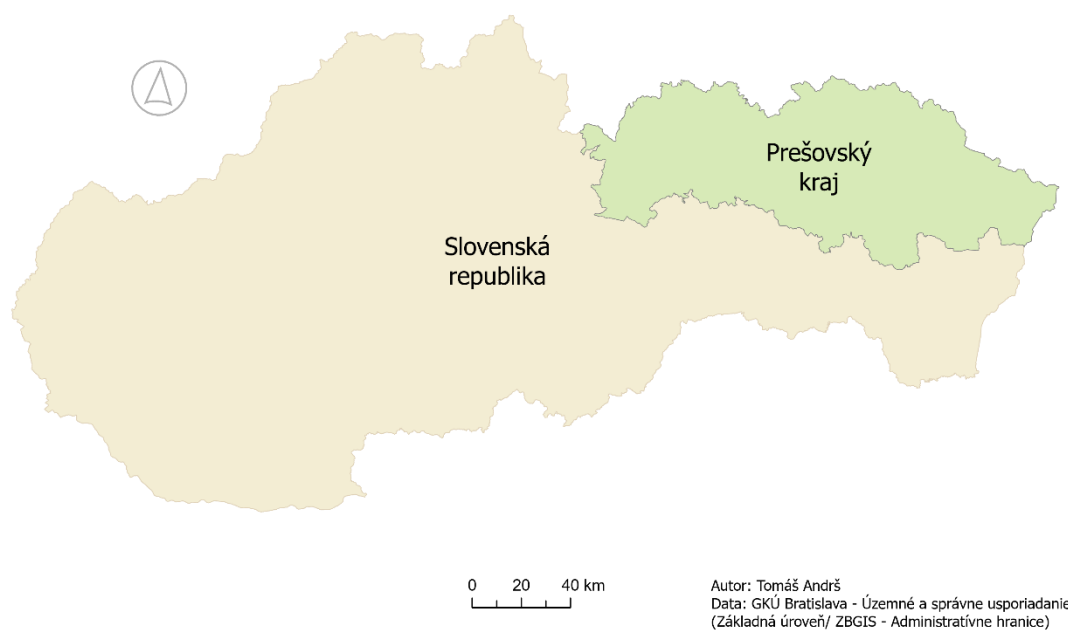 Prešovský
kraj
Slovenská
republika
0 20 40 km
Autor: Tomáš Andrš
Data: GKÚ Bratislava - Územné a správne usporiadanie
(Základná úroveň/ ZBGIS - Administratívne hranice)